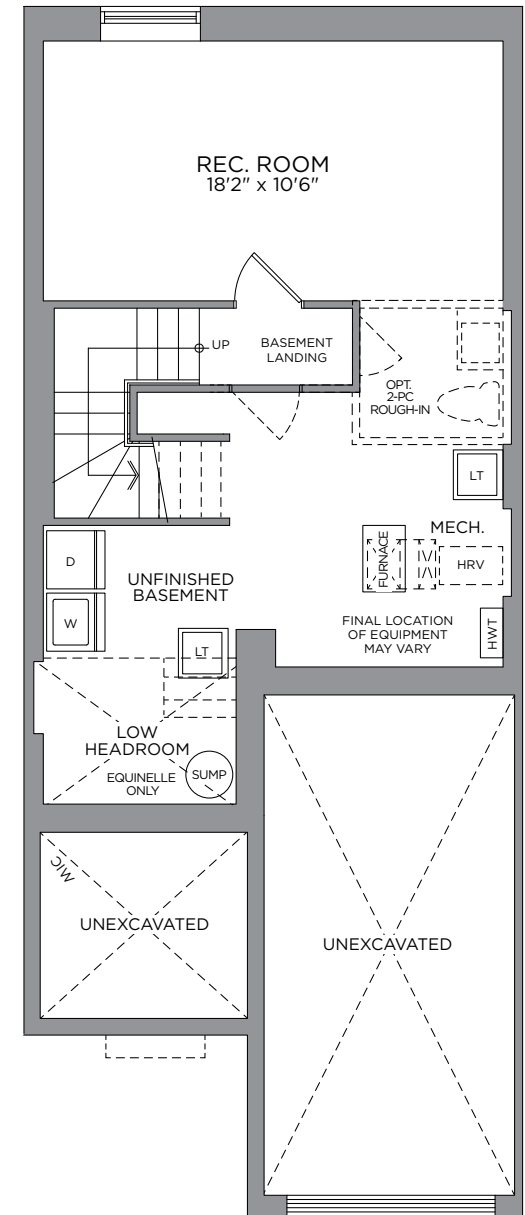 REC. ROOM
18'2" x 10'6"
UP
BASEMENT
LANDING
OPT.
2-PC
ROUGH-IN
LT
MECH.
FURNACE
HRV
D
UNFINISHED
BASEMENT
W
FINAL LOCATION
OF EQUIPMENT
MAY VARY
HWT
LT
LOW
HEADROOM
EQUINELLE
ONLY
SUMP
WIC
UNEXCAVATED
UNEXCAVATED